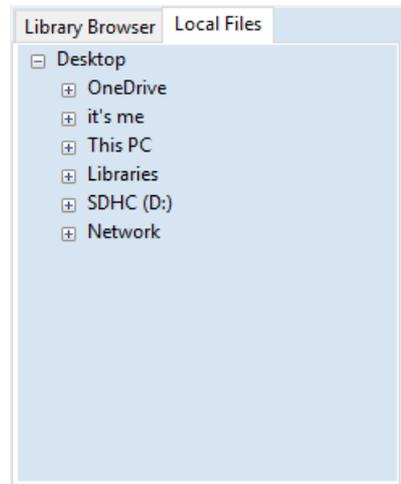 Library Browser Local Files
Desktop
OneDrive
it's me
This PC
Libraries
SDHC (D:)
Network